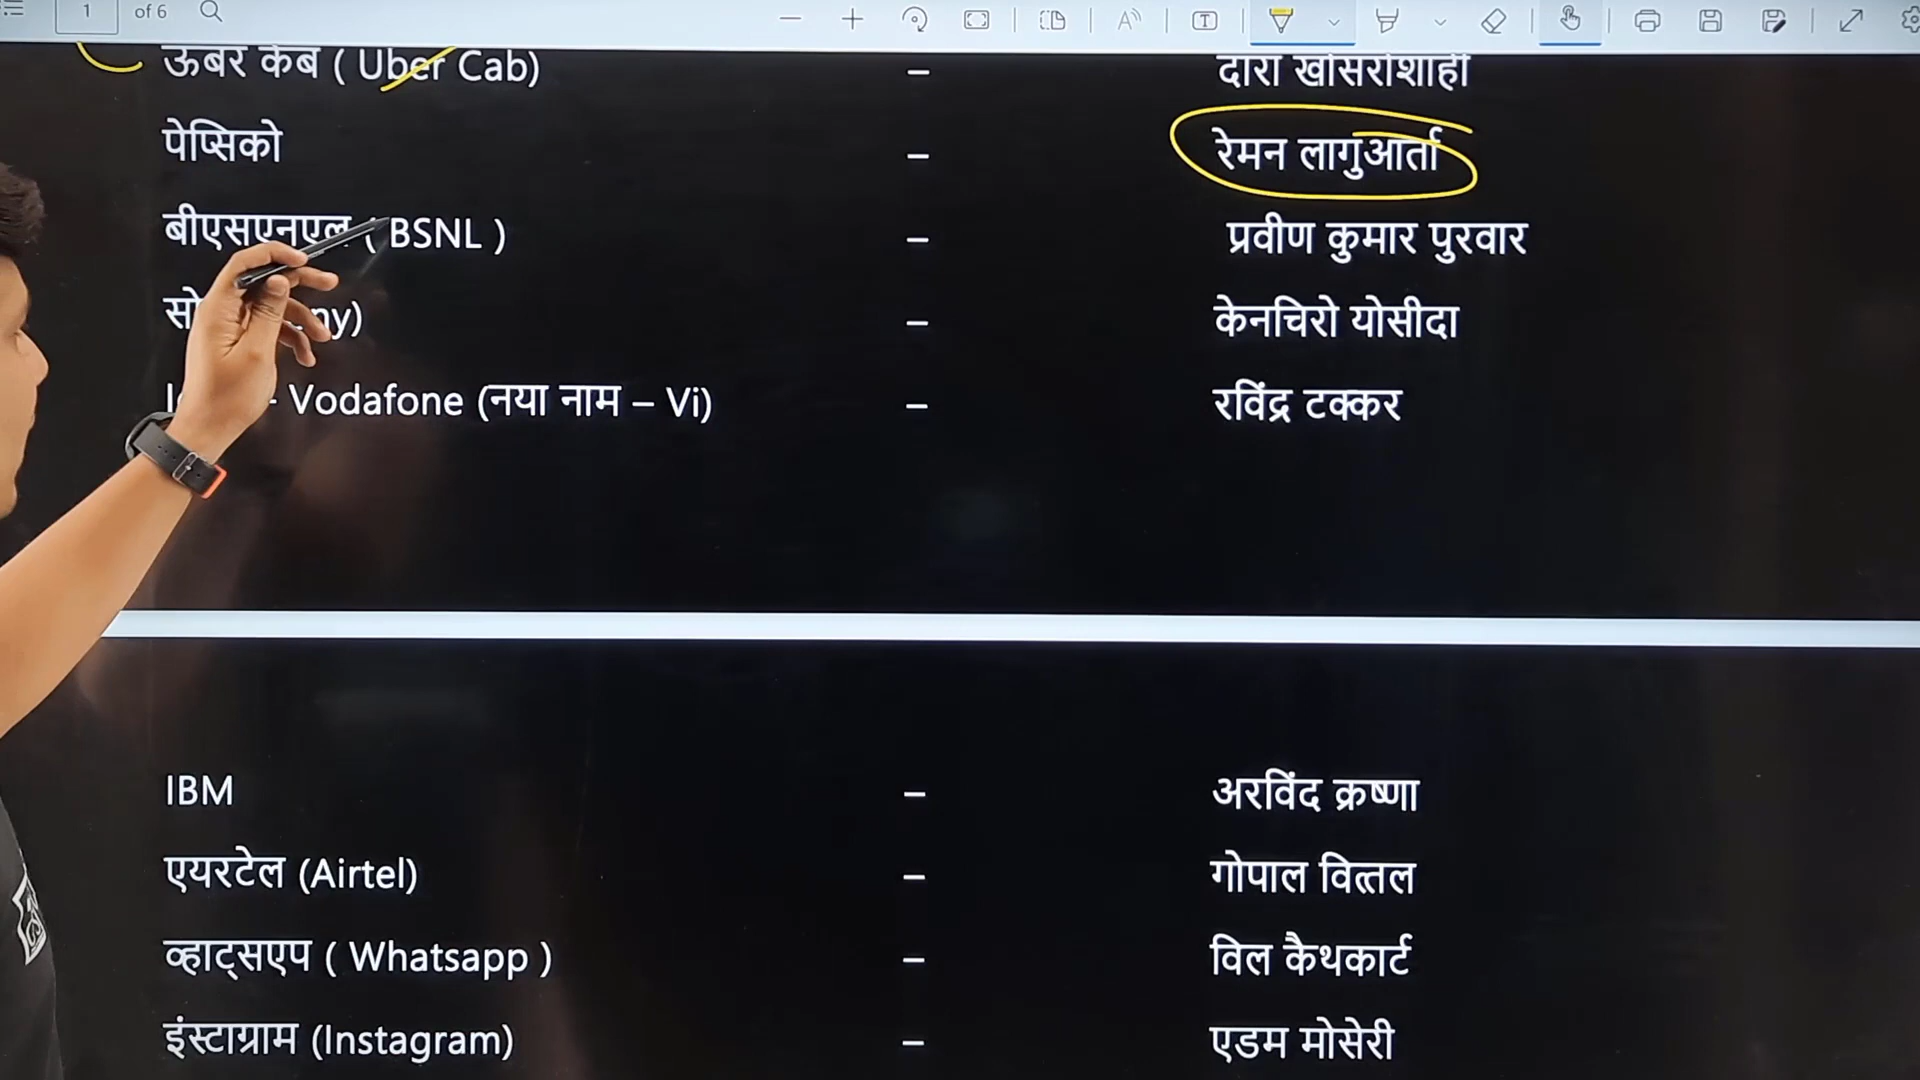 1 of 6
ऊबर केब ( Uber Cab) – दारा खोसरोशाही
पेप्सिको – रेमन लागुंआर्ता
बीएसएनएल ( BSNL ) – प्रवीण कुमार पुरवार
– केनचिरो योसीदा
– Vodafone (नया नाम – Vi) – रविंद्र टक्कर
IBM – अरविंद क्रष्णा
एयरटेल (Airtel) – गोपाल वित्तल
व्हाट्सएप ( Whatsapp ) – विल कैथकार्ट
इंस्टाग्राम (Instagram) – एडम मोसेरी